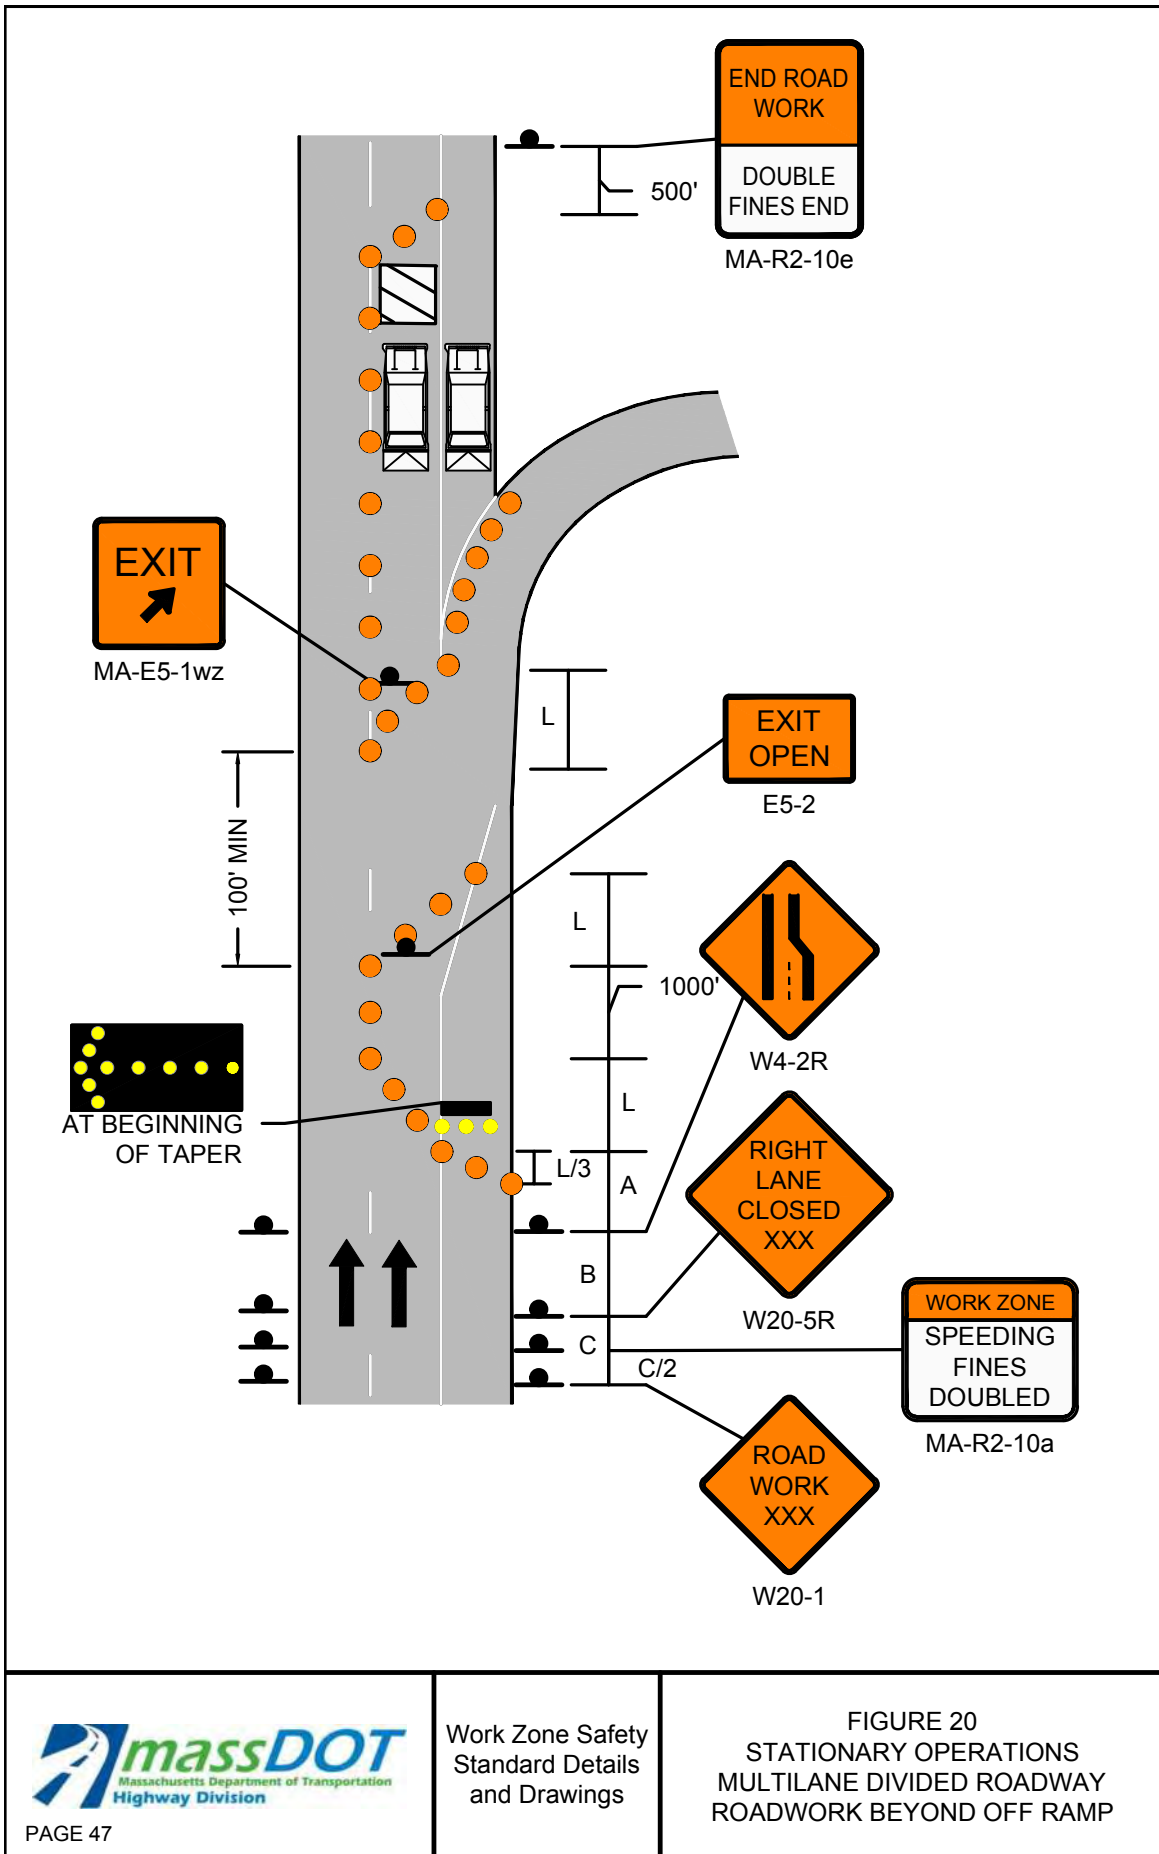 END ROAD
WORK
DOUBLE
FINES END
MA-R2-10e
500'
EXIT
MA-E5-1wz
L
EXIT
OPEN
E5-2
100' MIN
L
1000'
W4-2R
AT BEGINNING
OF TAPER
L
L/3
A
RIGHT
LANE
CLOSED
XXX
W20-5R
B
C
C/2
WORK ZONE
SPEEDING
FINES
DOUBLED
MA-R2-10a
ROAD
WORK
XXX
W20-1
massDOT
Massachusetts Department of Transportation
Highway Division
PAGE 47
Work Zone Safety
Standard Details
and Drawings
FIGURE 20
STATIONARY OPERATIONS
MULTILANE DIVIDED ROADWAY
ROADWORK BEYOND OFF RAMP